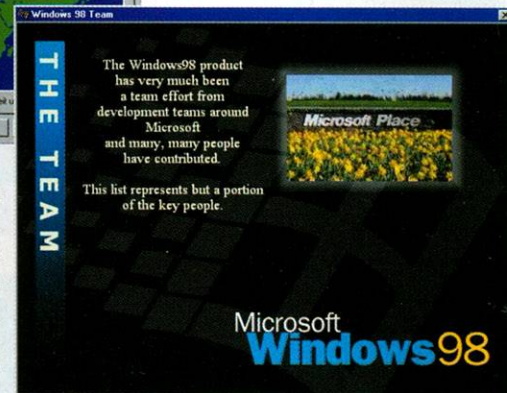 Windows 98 Team
THE TEAM
The Windows98 product
has very much been
a team effort from
development teams around
Microsoft
and many, many people
have contributed.
This list represents but a portion
of the key people.
Microsoft Place
Microsoft
Windows98